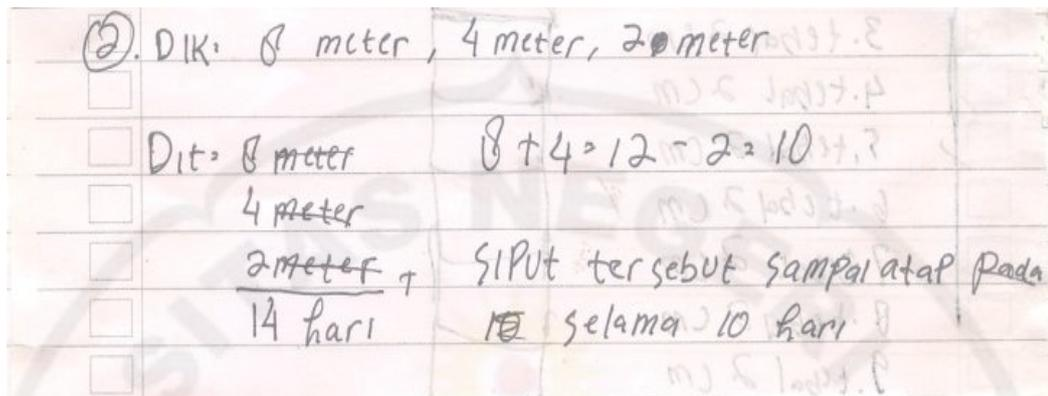 2. DIK: 8 meter, 4 meter, 2 meter
Dit: 8 meter 8 + 4 = 12 - 2 = 10
4 meter
2 meter + SIPUt tersebut sampai atap pada
14 hari selama 10 hari